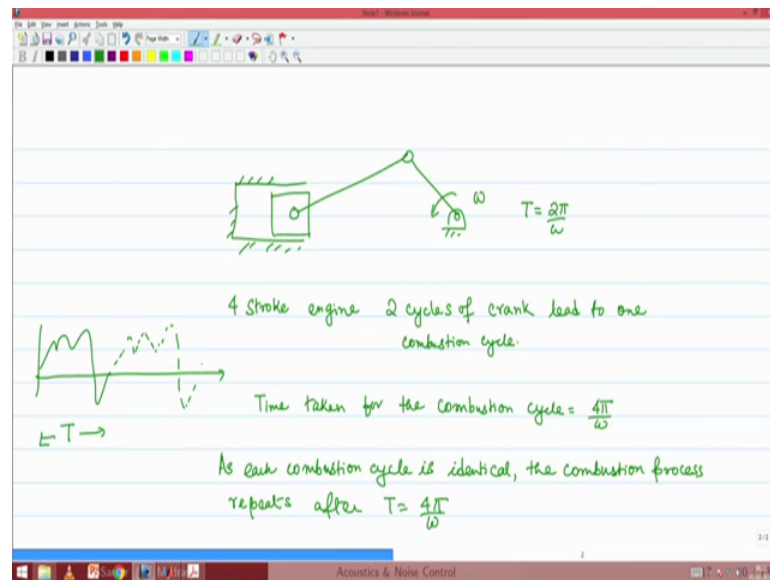 Note1 - Windows Journal
File Edit View Insert Actions Tools Help
Page Width
B I
ω
T = 2π/ω
4 Stroke engine 2 cycles of crank lead to one
combustion cycle.
Time taken for the combustion cycle = 4π/ω
T
As each combustion cycle is identical, the combustion process
repeats after T = 4π/ω
2/2
2
Acoustics & Noise Control